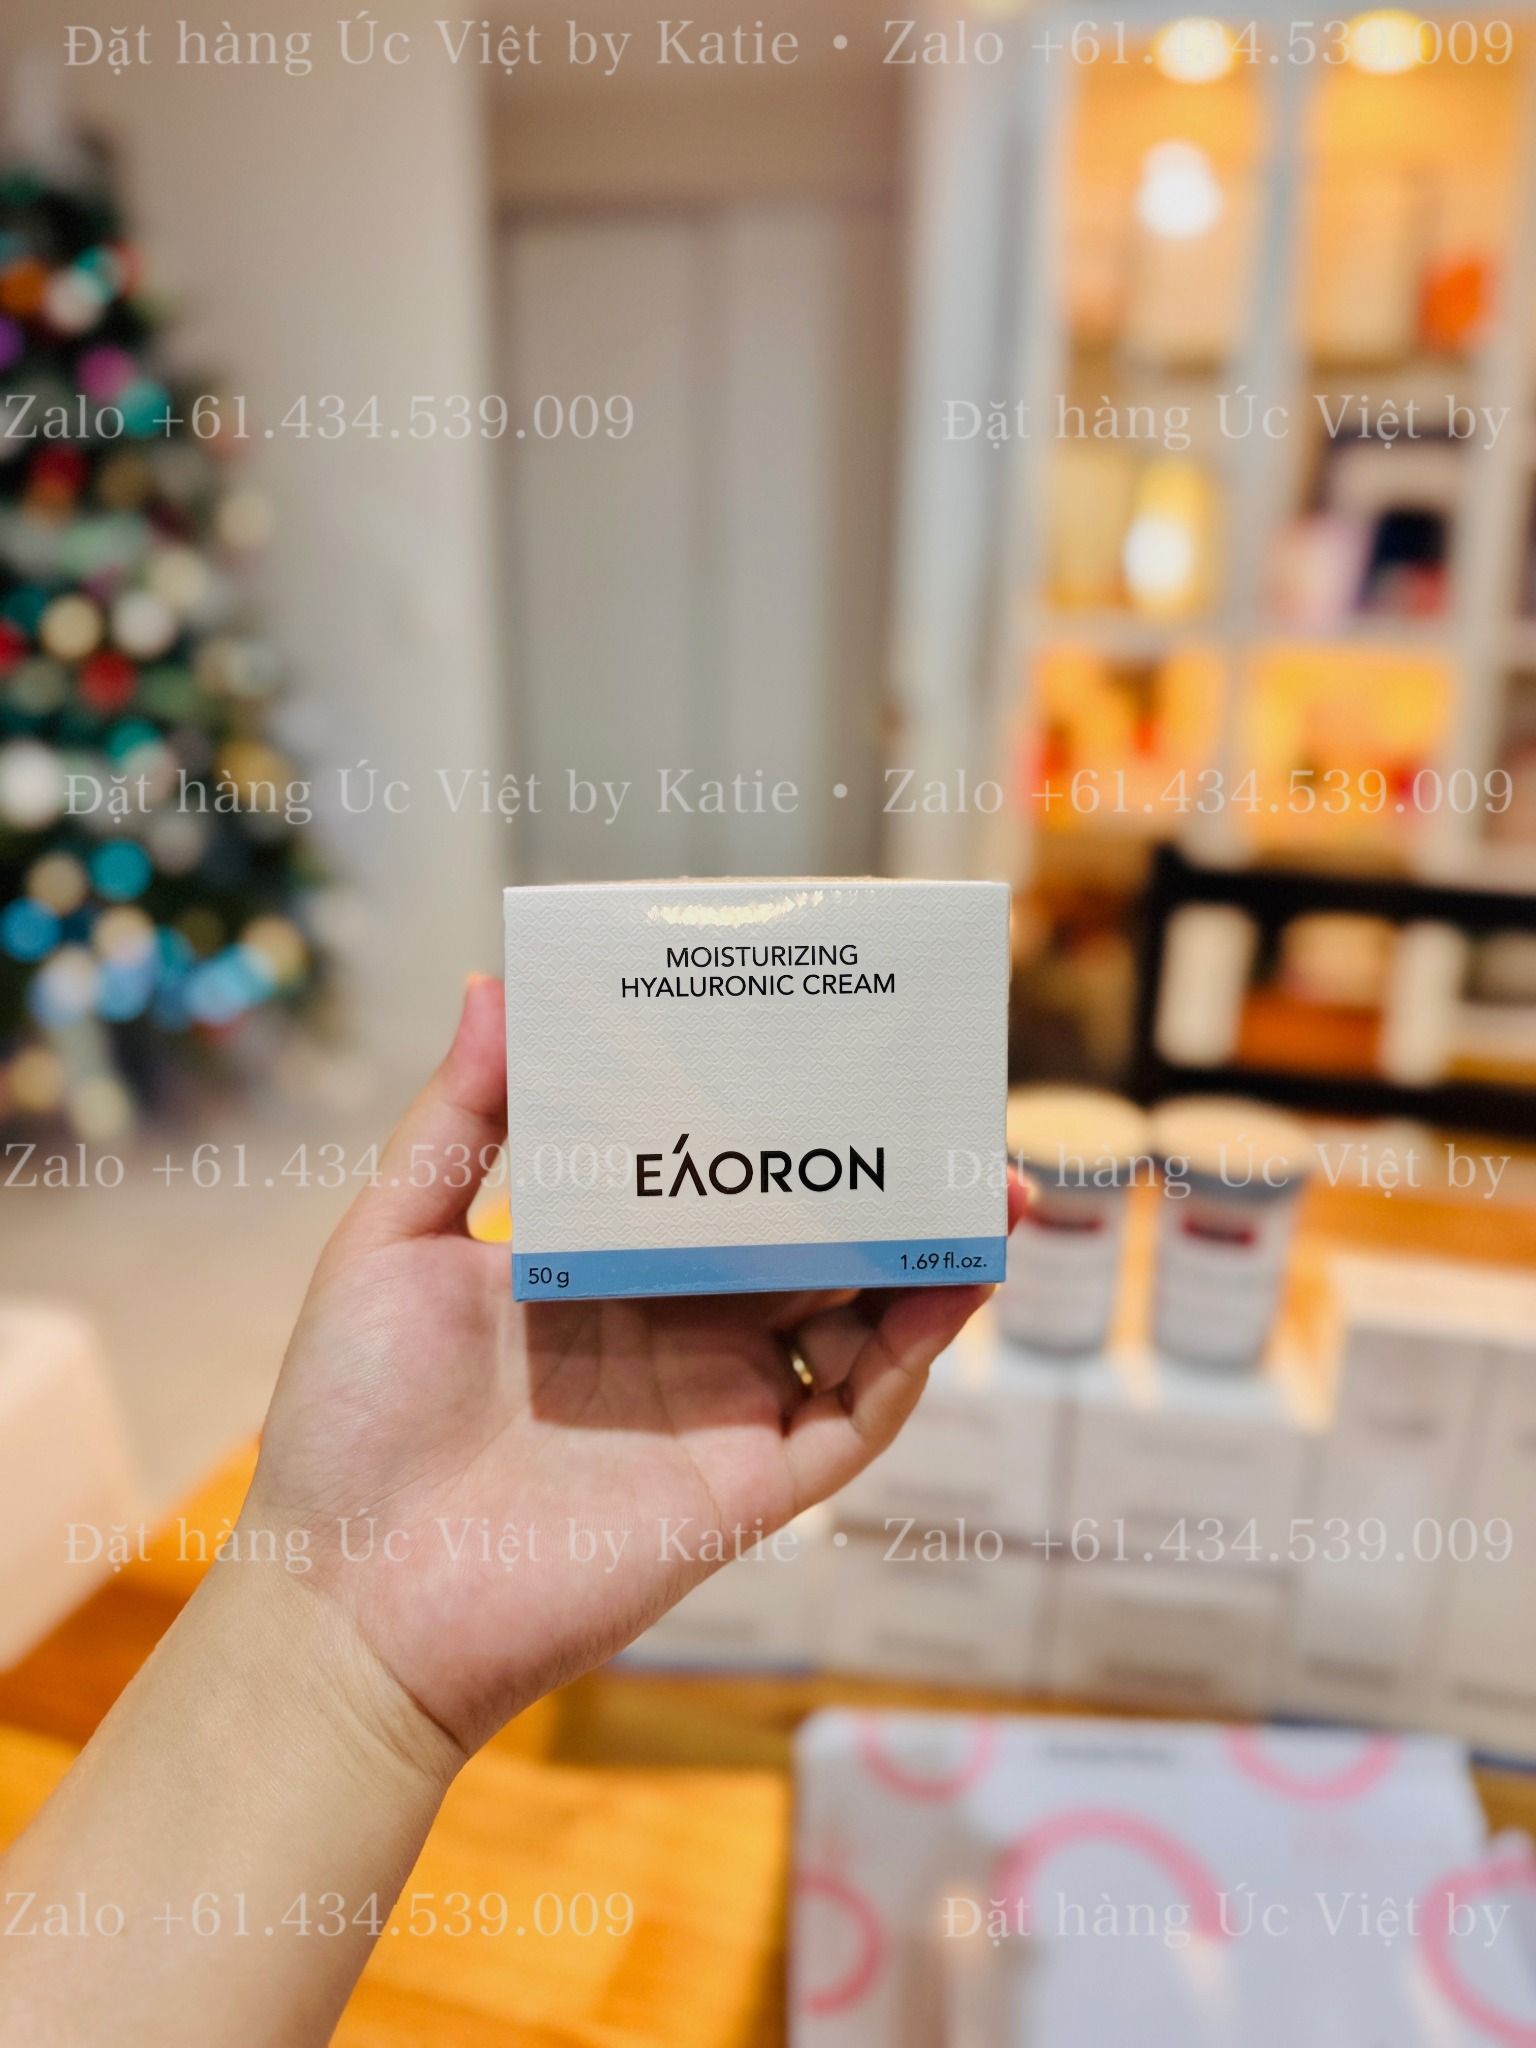 Đặt hàng Úc Việt by Katie • Zalo +61.434.539.009
Zalo +61.434.539.009 Đặt hàng Úc Việt by
Đặt hàng Úc Việt by Katie • Zalo +61.434.539.009
MOISTURIZING
HYALURONIC CREAM
Zalo +61.434.539.009 Đặt hàng Úc Việt by
EÁORON
50 g 1.69 fl.oz.
Đặt hàng Úc Việt by Katie • Zalo +61.434.539.009
Zalo +61.434.539.009 Đặt hàng Úc Việt by